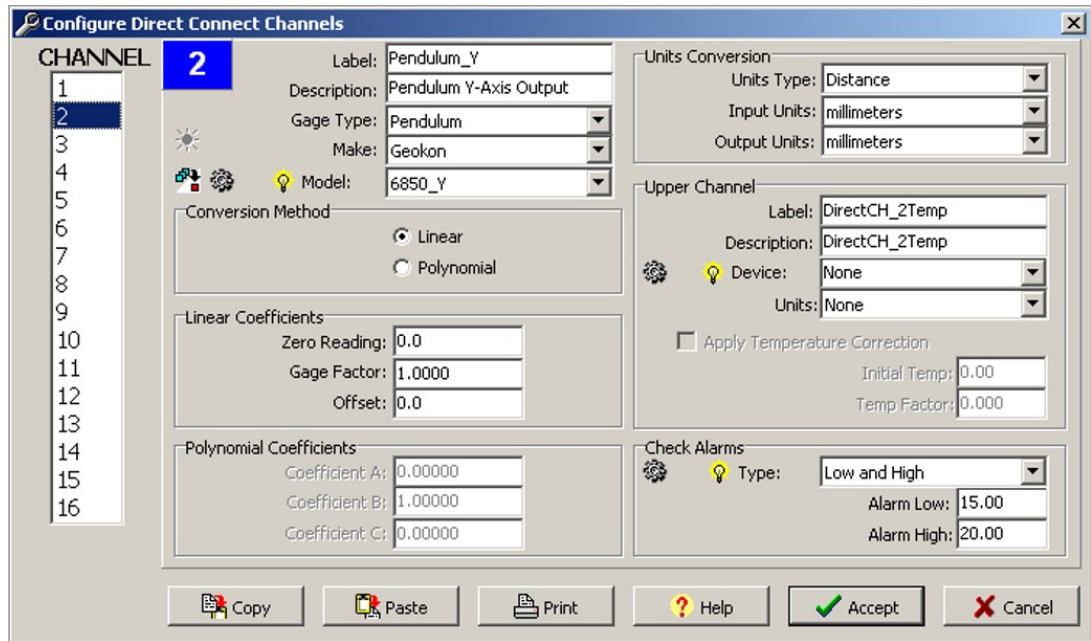 Configure Direct Connect Channels
CHANNEL
1
2
3
4
5
6
7
8
9
10
11
12
13
14
15
16
2
Label: Pendulum_Y
Description: Pendulum Y-Axis Output
Gage Type: Pendulum
Make: Geokon
Model: 6850_Y
Conversion Method
Linear
Polynomial
Linear Coefficients
Zero Reading: 0.0
Gage Factor: 1.0000
Offset: 0.0
Polynomial Coefficients
Coefficient A: 0.00000
Coefficient B: 1.00000
Coefficient C: 0.00000
Units Conversion
Units Type: Distance
Input Units: millimeters
Output Units: millimeters
Upper Channel
Label: DirectCH_2Temp
Description: DirectCH_2Temp
Device: None
Units: None
Apply Temperature Correction
Initial Temp: 0.00
Temp Factor: 0.000
Check Alarms
Type: Low and High
Alarm Low: 15.00
Alarm High: 20.00
Copy
Paste
Print
? Help
Accept
Cancel